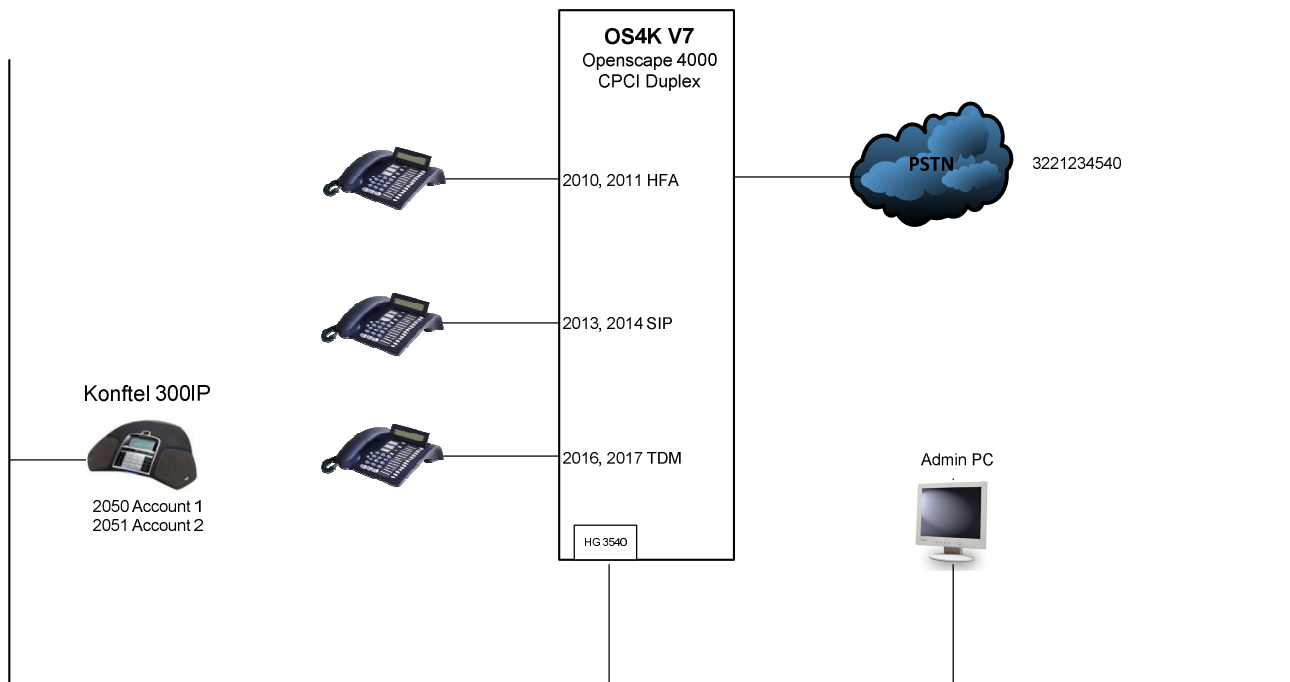 OS4K V7
Openscape 4000
CPCI Duplex
PSTN
3221234540
2010, 2011 HFA
2013, 2014 SIP
Konftel 300IP
2050 Account 1
2051 Account 2
2016, 2017 TDM
Admin PC
HG 3540